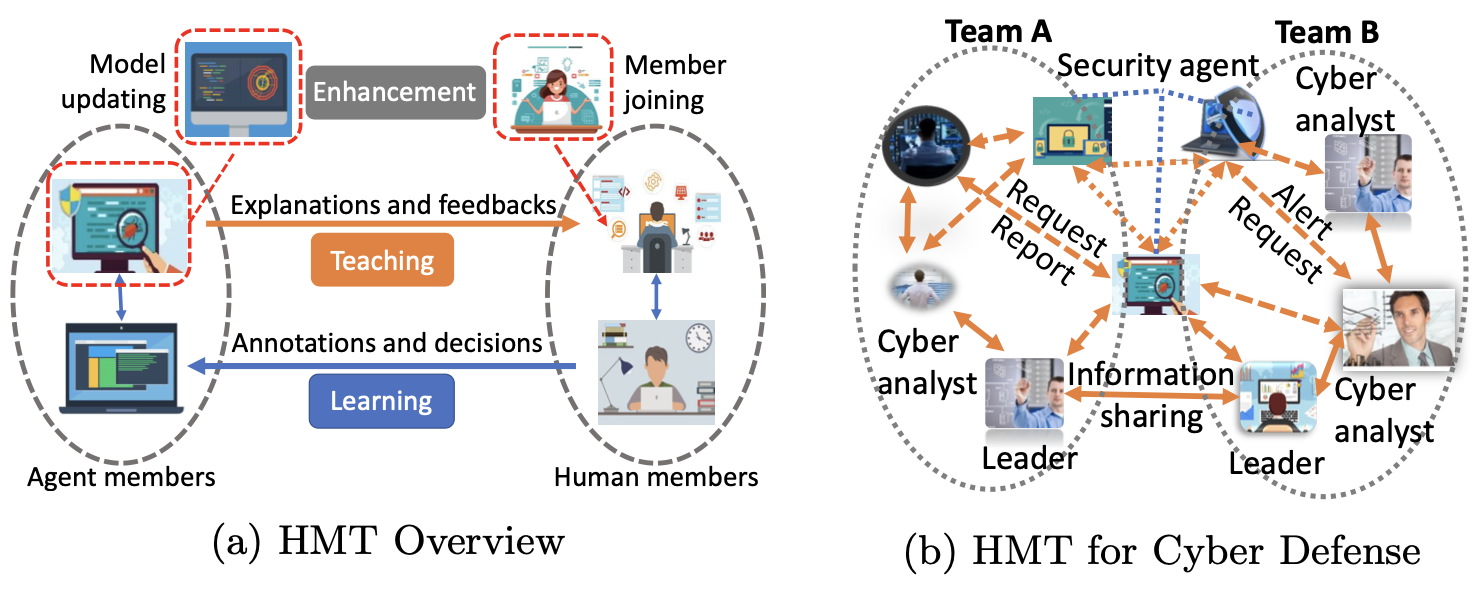 Model
updating
Enhancement
Member
joining
Explanations and feedbacks
Teaching
Annotations and decisions
Learning
Agent members
Human members
(a) HMT Overview
Team A
Team B
Security agent
Cyber
analyst
Request
Report
Alert
Request
Cyber
analyst
Information
sharing
Cyber
analyst
Leader
Leader
(b) HMT for Cyber Defense